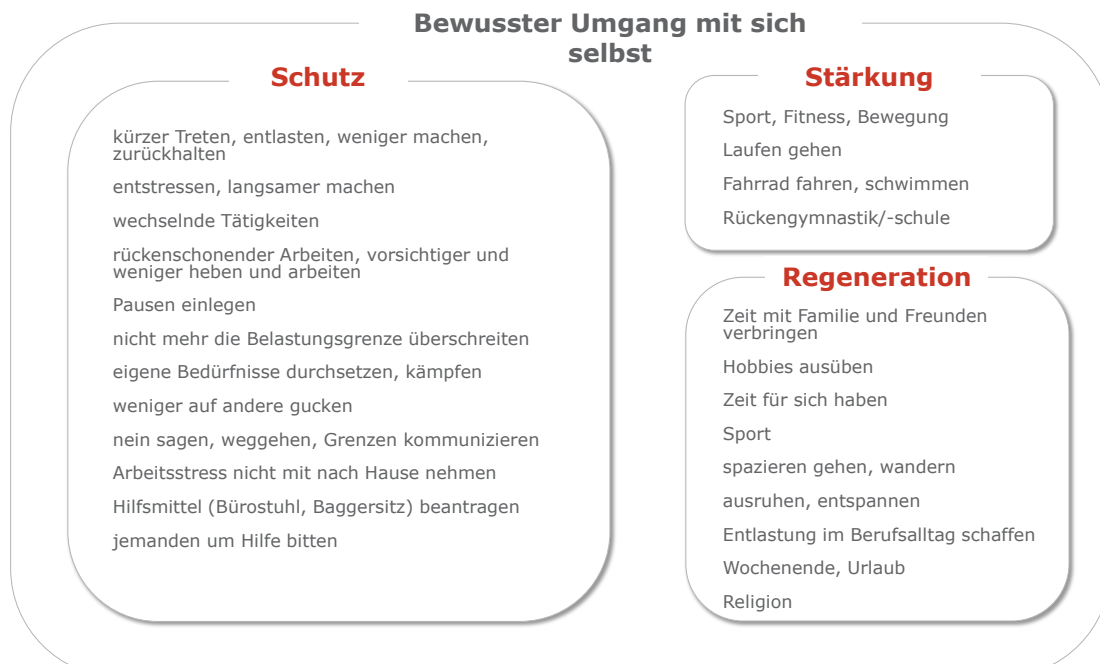 Bewusster Umgang mit sich
selbst
Schutz
kürzer Treten, entlasten, weniger machen,
zurückhalten
entstressen, langsamer machen
wechselnde Tätigkeiten
rückenschonender Arbeiten, vorsichtiger und
weniger heben und arbeiten
Pausen einlegen
nicht mehr die Belastungsgrenze überschreiten
eigene Bedürfnisse durchsetzen, kämpfen
weniger auf andere gucken
nein sagen, weggehen, Grenzen kommunizieren
Arbeitsstress nicht mit nach Hause nehmen
Hilfsmittel (Bürostuhl, Baggersitz) beantragen
jemanden um Hilfe bitten
Stärkung
Sport, Fitness, Bewegung
Laufen gehen
Fahrrad fahren, schwimmen
Rückengymnastik/-schule
Regeneration
Zeit mit Familie und Freunden
verbringen
Hobbies ausüben
Zeit für sich haben
Sport
spazieren gehen, wandern
ausruhen, entspannen
Entlastung im Berufsalltag schaffen
Wochenende, Urlaub
Religion